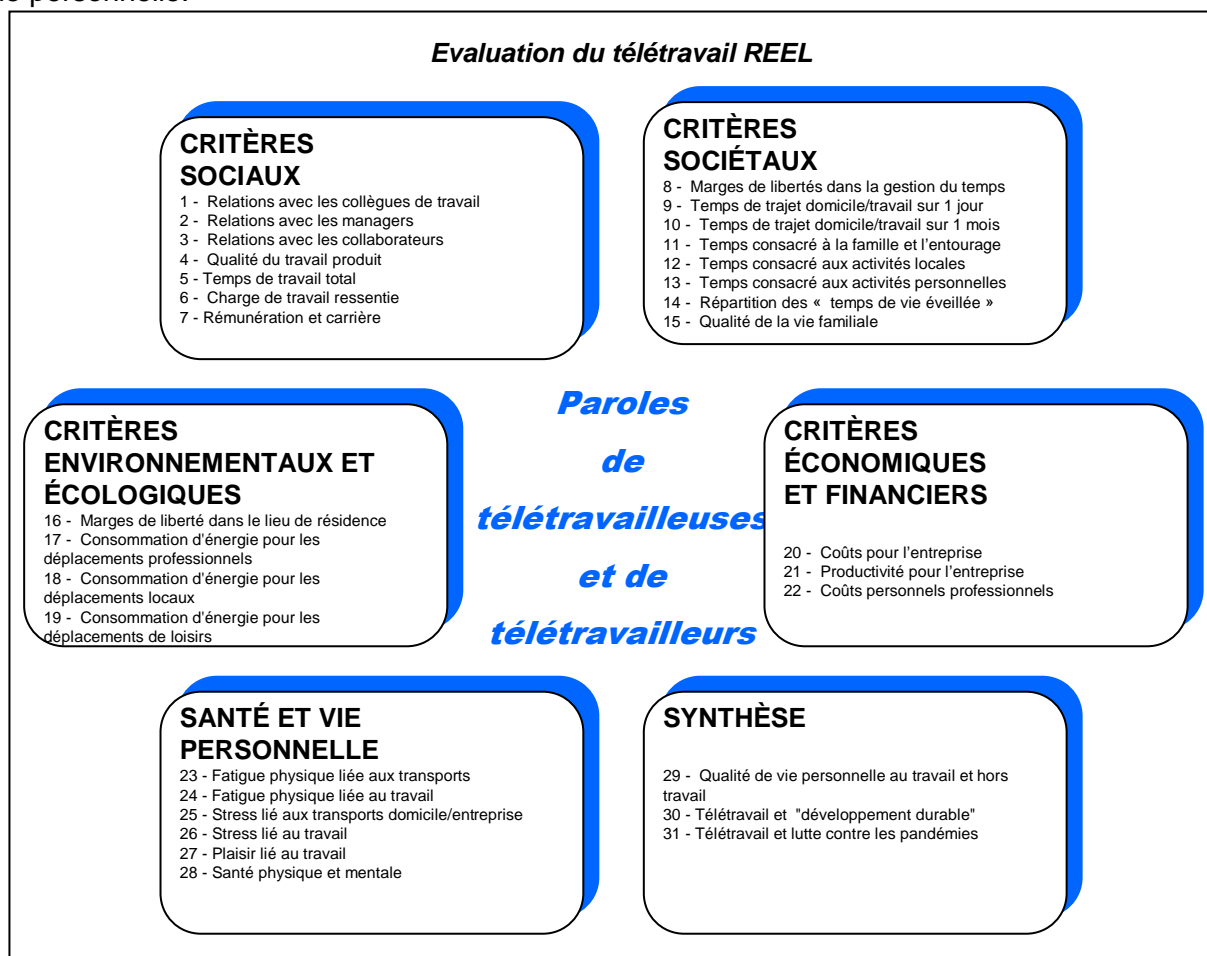 Evaluation du télétravail REEL
CRITÈRES
SOCIAUX
1 - Relations avec les collègues de travail
2 - Relations avec les managers
3 - Relations avec les collaborateurs
4 - Qualité du travail produit
5 - Temps de travail total
6 - Charge de travail ressentie
7 - Rémunération et carrière
CRITÈRES
SOCIÉTAUX
8 - Marges de libertés dans la gestion du temps
9 - Temps de trajet domicile/travail sur 1 jour
10 - Temps de trajet domicile/travail sur 1 mois
11 - Temps consacré à la famille et l'entourage
12 - Temps consacré aux activités locales
13 - Temps consacré aux activités personnelles
14 - Répartition des « temps de vie éveillée »
15 - Qualité de la vie familiale
CRITÈRES
ENVIRONNEMENTAUX ET
ÉCOLOGIQUES
16 - Marges de liberté dans le lieu de résidence
17 - Consommation d'énergie pour les
déplacements professionnels
18 - Consommation d'énergie pour les
déplacements locaux
19 - Consommation d'énergie pour les
déplacements de loisirs
Paroles
de
télétravailleuses
et de
télétravailleurs
CRITÈRES
ÉCONOMIQUES
ET FINANCIERS
20 - Coûts pour l'entreprise
21 - Productivité pour l'entreprise
22 - Coûts personnels professionnels
SANTÉ ET VIE
PERSONNELLE
23 - Fatigue physique liée aux transports
24 - Fatigue physique liée au travail
25 - Stress lié aux transports domicile/entreprise
26 - Stress lié au travail
27 - Plaisir lié au travail
28 - Santé physique et mentale
SYNTHÈSE
29 - Qualité de vie personnelle au travail et hors
travail
30 - Télétravail et "développement durable"
31 - Télétravail et lutte contre les pandémies